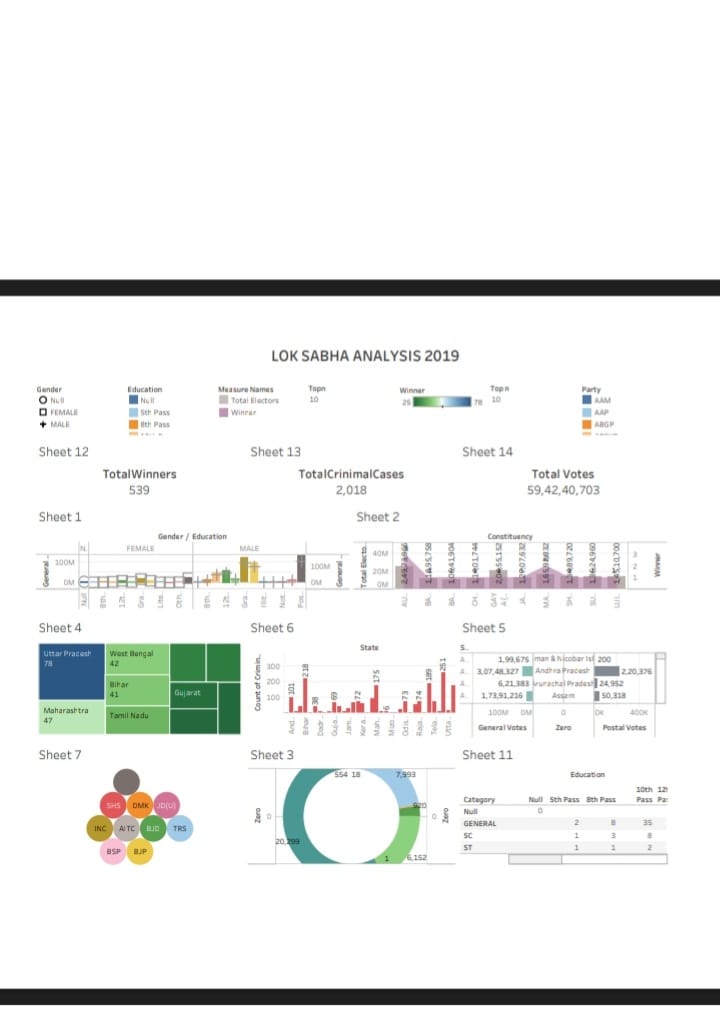 LOK SABHA ANALYSIS 2019
Gender
Null
FEMALE
MALE
Education
Null
5th Pass
8th Pass
Measure Names
Total Electors
Winner
Topn
10
Winner
25 78
Top n
10
Party
AAM
AAP
ABGP
Sheet 12
Sheet 13
Sheet 14
TotalWinners
539
TotalCrinimalCases
2,018
Total Votes
59,42,40,703
Sheet 1
Gender / Education
N. FEMALE MALE
General -
100M
0M
Null 8th. 12t. Gra. Lite. Oth. 8th. 12t. Gra. Illit. Not. Pos.
100M
0M
General -
Sheet 2
Constituency
Total Electo.
40M
20M
0M
3
2
1
Winner
AU. BA. BA. CH. GAY A (. JA. MA. SH. SU.
Sheet 4
Uttar Pradesh
78
West Bengal
42
Bihar
41
Gujarat
Maharashtra
47
Tamil Nadu
Sheet 6
State
Count of Crimin..
300
200
100
101 218 38 69 72 175 6 73 74 189 251
And. Bihar Dadr. Guja. Jam. Kera. Mah. Mizo. Odis. Raja. Tela. Utta.
Sheet 5
S..
A. 1,99,675 man & Nicobar Isl 200
A. 3,07,48,327 Andhra Pradesh 2,20,376
A. 6,21,383 runachal Pradesh 24,952
A. 1,73,91,216 Assam 50,318
100M 0M 0 0K 400K
General Votes Zero Postal Votes
Sheet 7
SHS DMK JD(U)
INC AITC BJD TRS
BSP BJP
Sheet 3
Zero
0
554 18 7,993
920
20,299
1 6,152
0
Zero
Sheet 11
Education
Category Null 5th Pass 8th Pass 10th Pass 12t Pas
Null 0
GENERAL 2 8 35
SC 1 3 8
ST 1 1 2